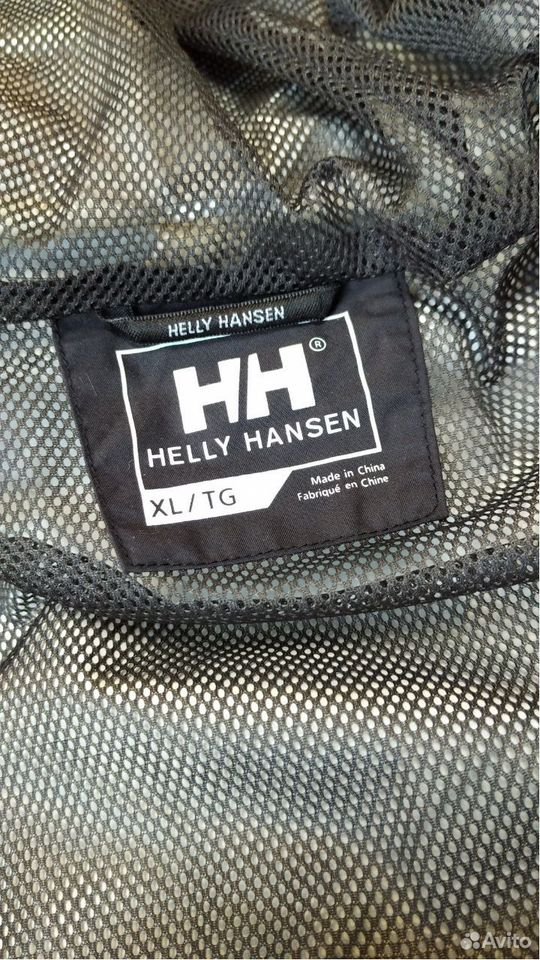 HELLY HANSEN
HH®
HELLY HANSEN
XL / TG
Made in China
Fabriqué en Chine
Avito